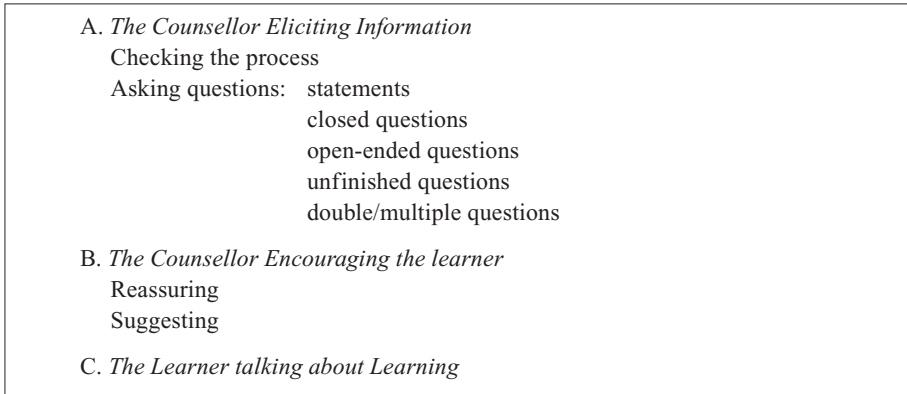 A. The Counsellor Eliciting Information
Checking the process
Asking questions: statements
closed questions
open-ended questions
unfinished questions
double/multiple questions
B. The Counsellor Encouraging the learner
Reassuring
Suggesting
C. The Learner talking about Learning